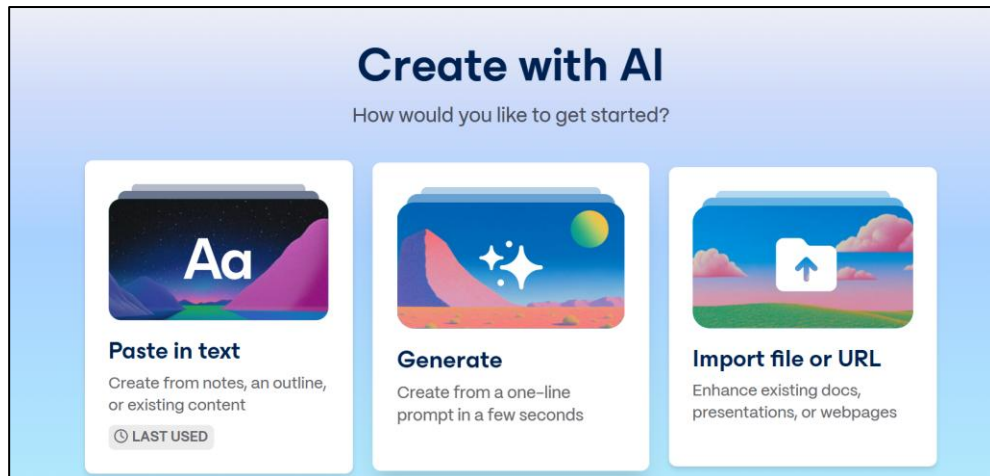 Create with AI
How would you like to get started?
Aa
Paste in text
Create from notes, an outline,
or existing content
LAST USED
Generate
Create from a one-line
prompt in a few seconds
Import file or URL
Enhance existing docs,
presentations, or webpages